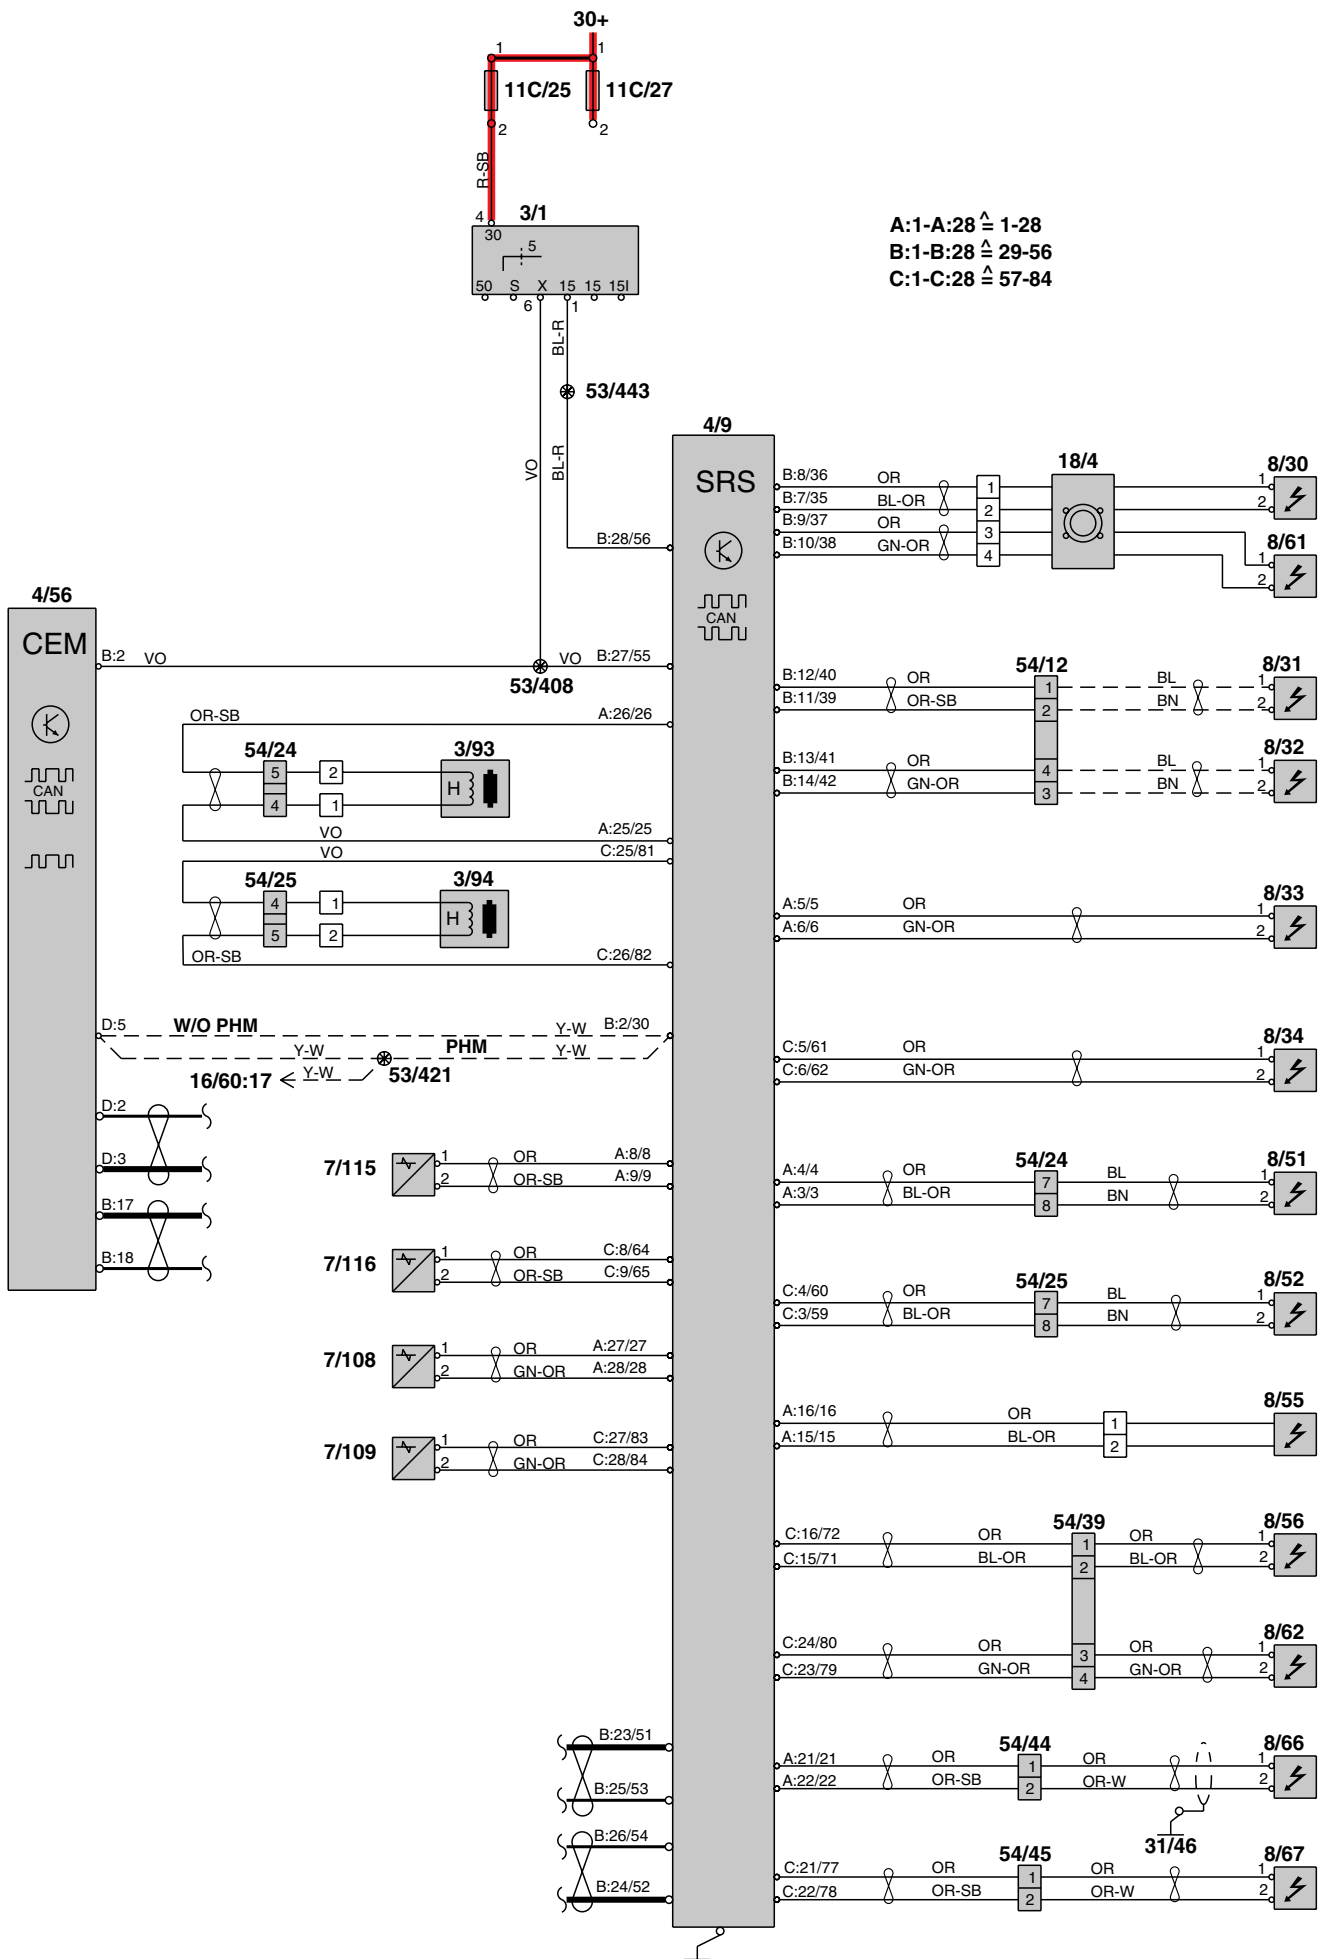 30+
1 1
11C/25 11C/27
2 2
R-SB
4 3/1
30
5
50 S X 15 15 15I
6 1
A:1-A:28 ≙ 1-28
B:1-B:28 ≙ 29-56
C:1-C:28 ≙ 57-84
BL-R
53/443
VO BL-R
4/9
SRS
CAN
B:28/56
B:8/36 OR 1 18/4 1 8/30
B:7/35 BL-OR 2 2
B:9/37 OR 3 8/61
B:10/38 GN-OR 4 1
2
4/56
CEM
CAN
B:2 VO VO B:27/55
53/408
OR-SB A:26/26
54/24 3/93
5 2 H
4 1
VO A:25/25
VO C:25/81
54/25 3/94
4 1 H
5 2
OR-SB C:26/82
D:5 W/O PHM Y-W B:2/30
Y-W PHM Y-W
53/421
16/60:17 Y-W
D:2
D:3
B:17
B:18
7/115 1 OR A:8/8
2 OR-SB A:9/9
7/116 1 OR C:8/64
2 OR-SB C:9/65
7/108 1 OR A:27/27
2 GN-OR A:28/28
7/109 1 OR C:27/83
2 GN-OR C:28/84
B:23/51
B:25/53
B:26/54
B:24/52
54/12 8/31
B:12/40 OR 1 BL 1
B:11/39 OR-SB 2 BN 2
8/32
B:13/41 OR 4 BL 1
B:14/42 GN-OR 3 BN 2
8/33
A:5/5 OR 1
A:6/6 GN-OR 2
8/34
C:5/61 OR 1
C:6/62 GN-OR 2
54/24 8/51
A:4/4 OR 7 BL 1
A:3/3 BL-OR 8 BN 2
54/25 8/52
C:4/60 OR 7 BL 1
C:3/59 BL-OR 8 BN 2
8/55
A:16/16 OR 1
A:15/15 BL-OR 2
54/39 8/56
C:16/72 OR 1 OR 1
C:15/71 BL-OR 2 BL-OR 2
8/62
C:24/80 OR 3 OR 1
C:23/79 GN-OR 4 GN-OR 2
54/44 8/66
A:21/21 OR 1 OR 1
A:22/22 OR-SB 2 OR-W 2
31/46
54/45 8/67
C:21/77 OR 1 OR 1
C:22/78 OR-SB 2 OR-W 2